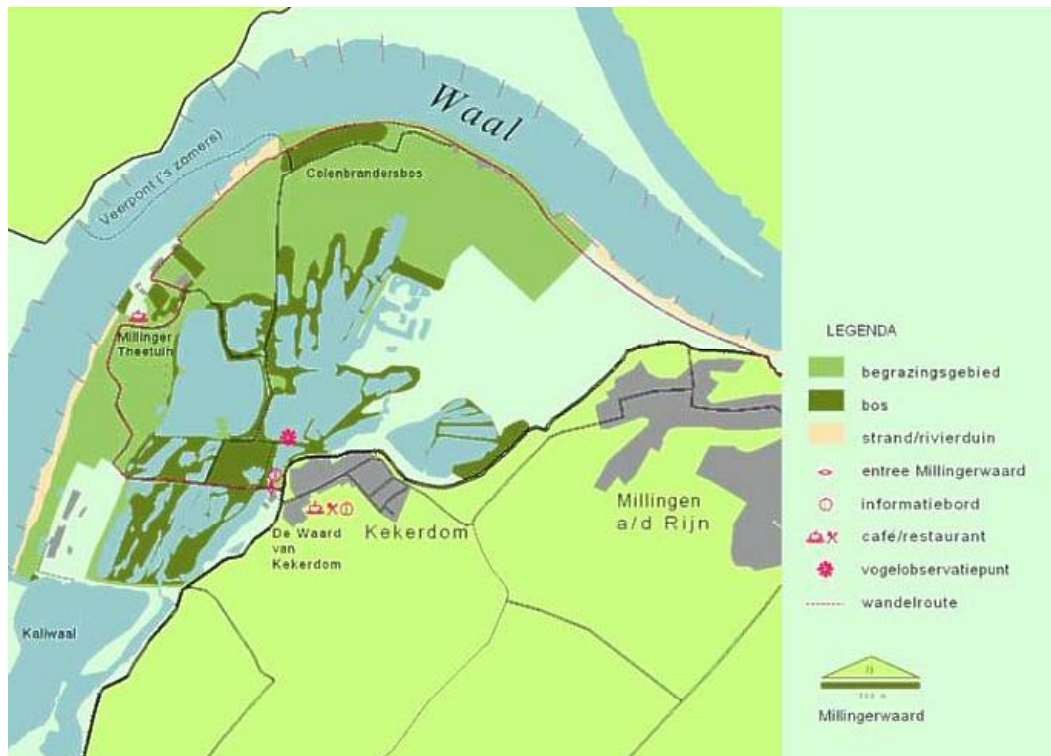 Waal
Veerpont ('s zomers)
Colenbrandersbos
Millinger
Theetuin
Millingen
a/d Rijn
De Waard
van
Kekerdom
Kekerdom
Kaliwaal
LEGENDA
begrazingsgebied
bos
strand/rivierduin
entree Millingerwaard
informatiebord
café/restaurant
vogelobservatiepunt
wandelroute
Millingerwaard